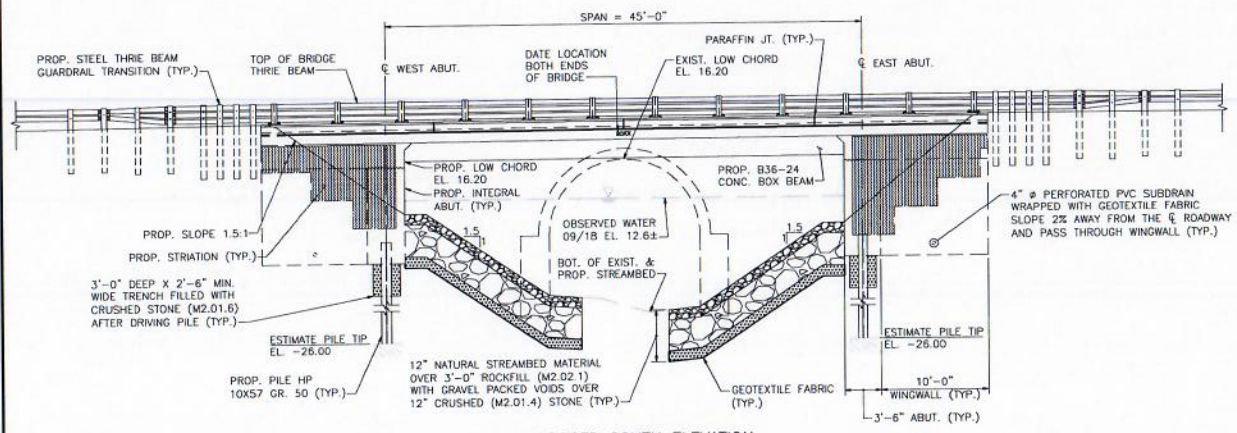 SPAN = 45'-0"
PROP. STEEL THRIE BEAM
GUARDRAIL TRANSITION (TYP.)
TOP OF BRIDGE
THRIE BEAM
℄ WEST ABUT.
DATE LOCATION
BOTH ENDS
OF BRIDGE
EXIST. LOW CHORD
EL. 16.20
PARAFFIN JT. (TYP.)
℄ EAST ABUT.
PROP. LOW CHORD
EL. 16.20
PROP. INTEGRAL
ABUT. (TYP.)
PROP. B36-24
CONC. BOX BEAM
4" ø PERFORATED PVC SUBDRAIN
WRAPPED WITH GEOTEXTILE FABRIC
SLOPE 2% AWAY FROM THE ℄ ROADWAY
AND PASS THROUGH WINGWALL (TYP.)
OBSERVED WATER
09/18 EL 12.6±
1.5
1
1.5
1
PROP. SLOPE 1.5:1
PROP. STRIATION (TYP.)
BOT. OF EXIST. &
PROP. STREAMBED
3'-0" DEEP X 2'-6" MIN.
WIDE TRENCH FILLED WITH
CRUSHED STONE (M2.01.6)
AFTER DRIVING PILE (TYP.)
ESTIMATE PILE TIP
EL. -26.00
ESTIMATE PILE TIP
EL. -26.00
PROP. PILE HP
10X57 GR. 50 (TYP.)
12" NATURAL STREAMBED MATERIAL
OVER 3'-0" ROCKFILL (M2.02.1)
WITH GRAVEL PACKED VOIDS OVER
12" CRUSHED (M2.01.4) STONE (TYP.)
GEOTEXTILE FABRIC
(TYP.)
10'-0"
WINGWALL (TYP.)
3'-6" ABUT. (TYP.)